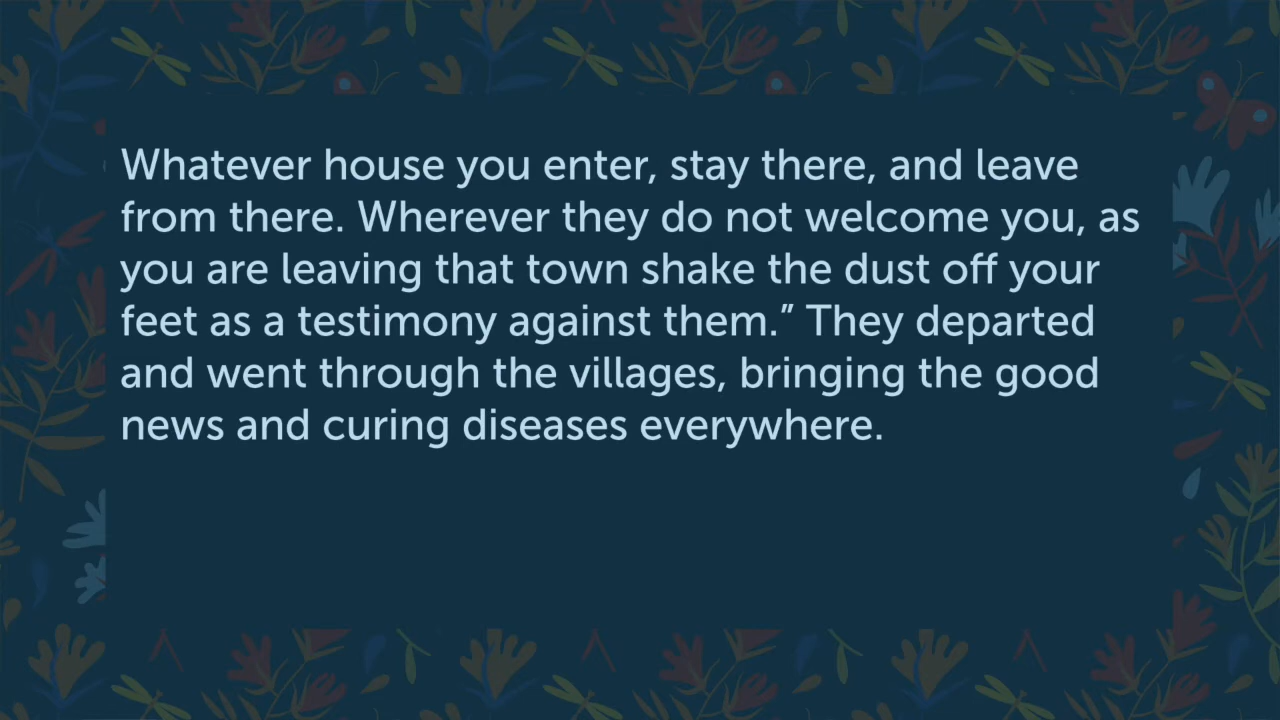 Whatever house you enter, stay there, and leave
from there. Wherever they do not welcome you, as
you are leaving that town shake the dust off your
feet as a testimony against them.” They departed
and went through the villages, bringing the good
news and curing diseases everywhere.